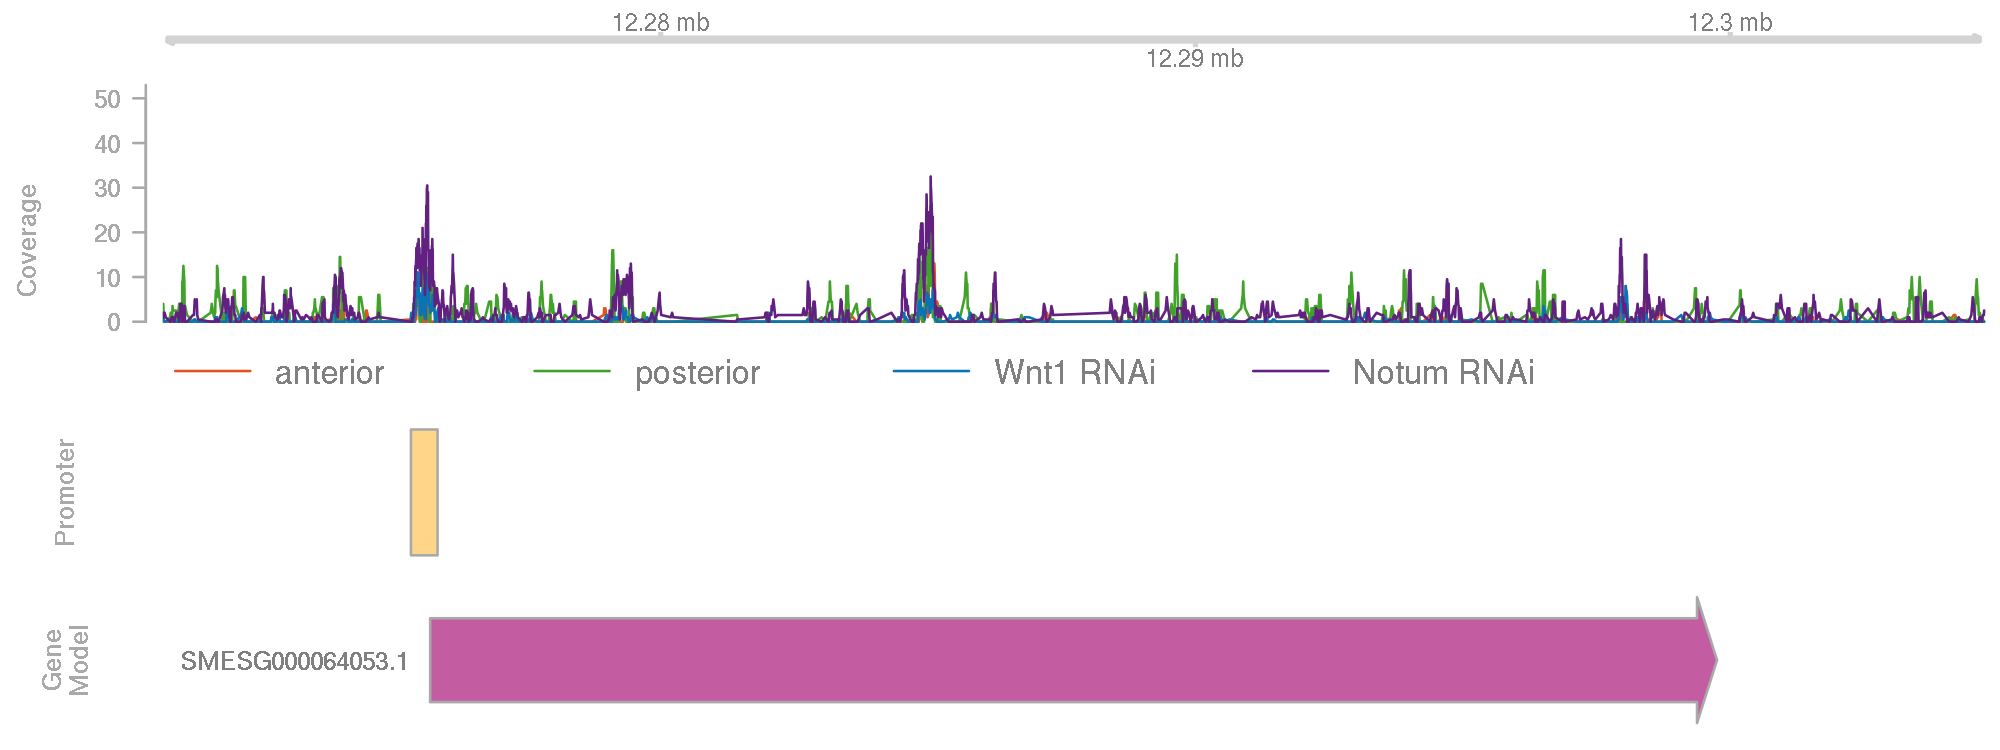 12.28 mb
12.3 mb
12.29 mb
Coverage
50
40
30
20
10
0
anterior
posterior
Wnt1 RNAi
Notum RNAi
Promoter
Gene
Model
SMESG000064053.1